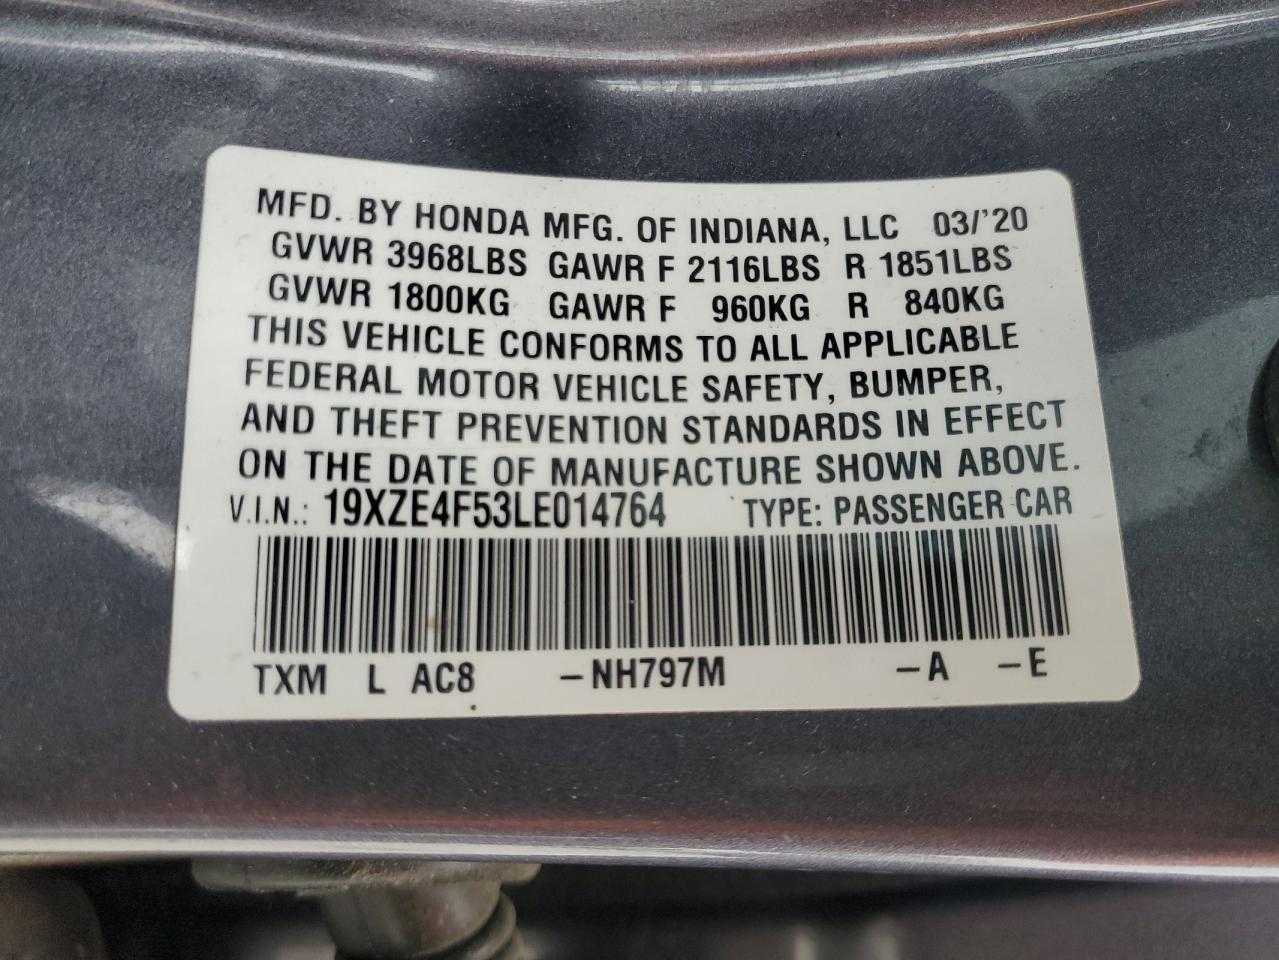 MFD. BY HONDA MFG. OF INDIANA, LLC 03/'20
GVWR 3968LBS GAWR F 2116LBS R 1851LBS
GVWR 1800KG GAWR F 960KG R 840KG
THIS VEHICLE CONFORMS TO ALL APPLICABLE
FEDERAL MOTOR VEHICLE SAFETY, BUMPER,
AND THEFT PREVENTION STANDARDS IN EFFECT
ON THE DATE OF MANUFACTURE SHOWN ABOVE.
V.I.N.: 19XZE4F53LE014764 TYPE: PASSENGER CAR
TXM L AC8 –NH797M –A –E